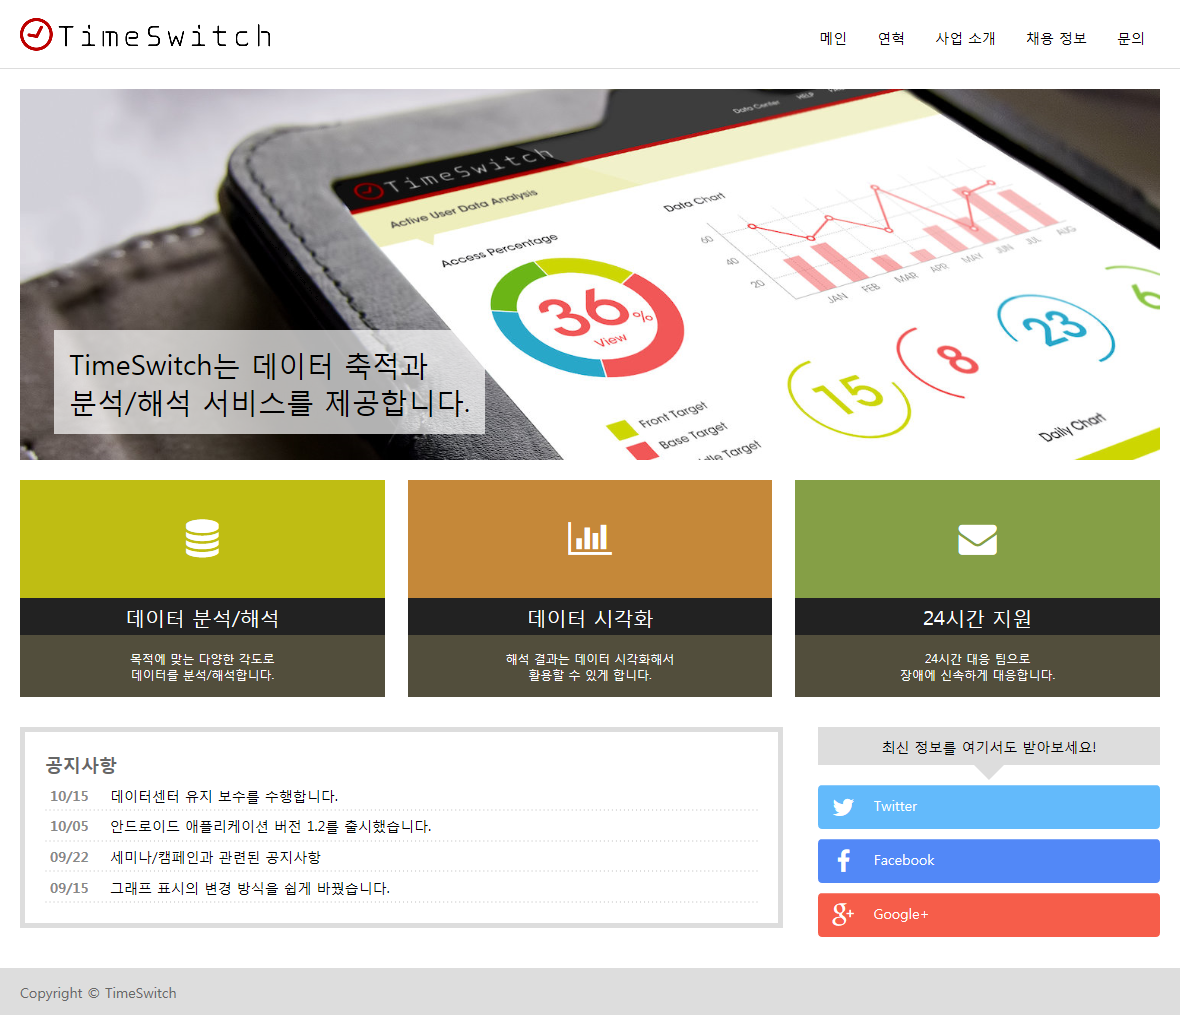 TimeSwitch
메인 연혁 사업 소개 채용 정보 문의
Data Center HELP
TimeSwitch
Active User Data Analysis
Access Percentage
Data Chart
60
40
20
JAN FEB MAR APR MAY JUN JUL AUG
36%
View
15
8
23
6
Front Target
Base Target
Target
Daily Chart
TimeSwitch는 데이터 축적과
분석/해석 서비스를 제공합니다.
데이터 분석/해석
목적에 맞는 다양한 각도로
데이터를 분석/해석합니다.
데이터 시각화
해석 결과는 데이터 시각화해서
활용할 수 있게 합니다.
24시간 지원
24시간 대응 팀으로
장애에 신속하게 대응합니다.
공지사항
10/15 데이터센터 유지 보수를 수행합니다.
10/05 안드로이드 애플리케이션 버전 1.2를 출시했습니다.
09/22 세미나/캠페인과 관련된 공지사항
09/15 그래프 표시의 변경 방식을 쉽게 바꿨습니다.
최신 정보를 여기서도 받아보세요!
Twitter
Facebook
Google+
Copyright © TimeSwitch